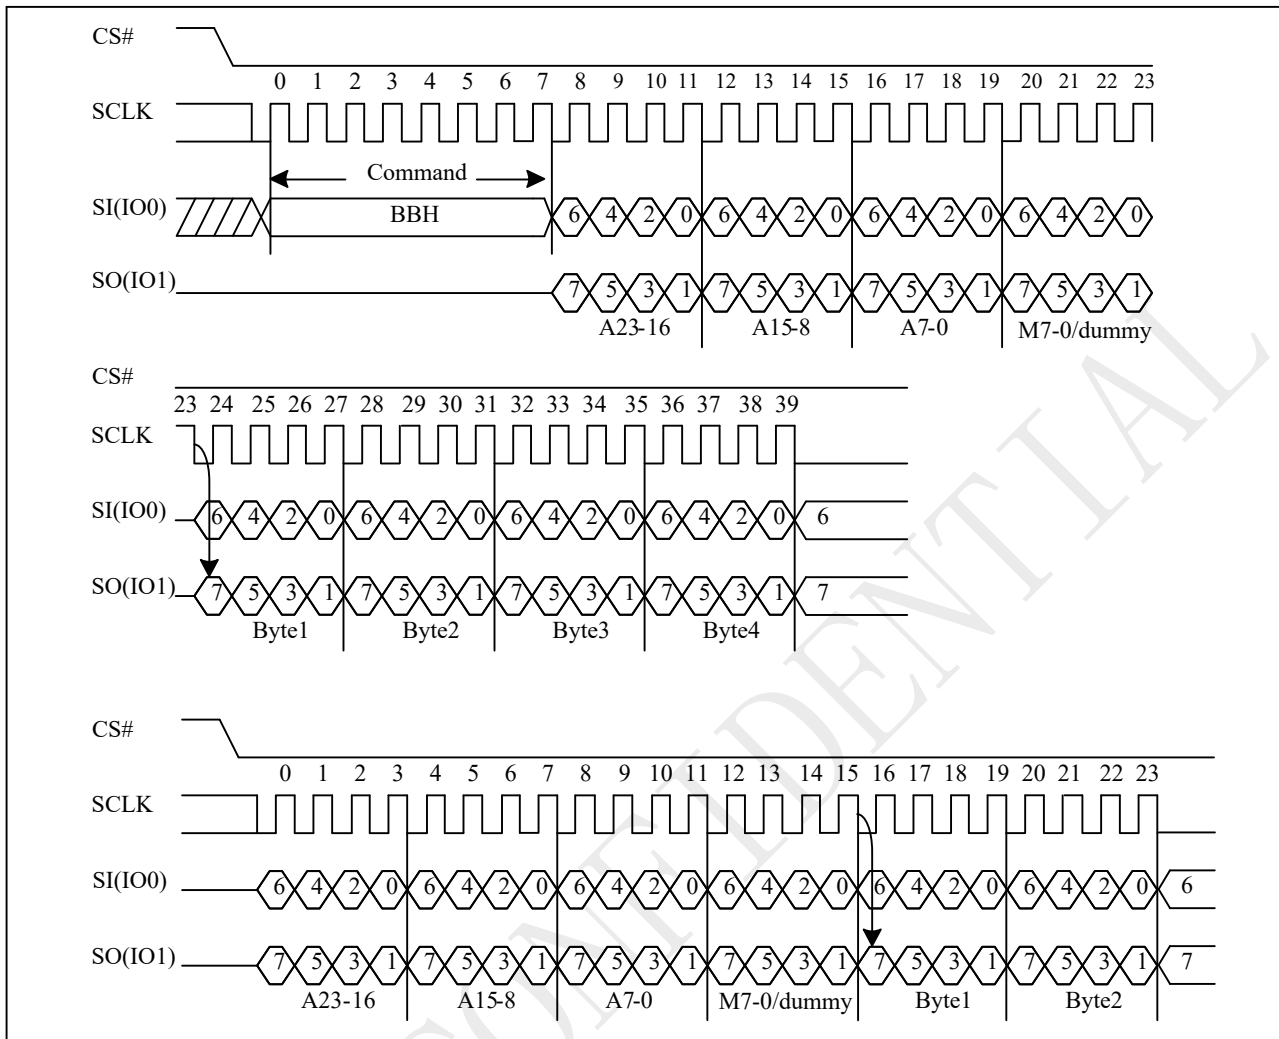 CS#
0 1 2 3 4 5 6 7 8 9 10 11 12 13 14 15 16 17 18 19 20 21 22 23
SCLK
Command
SI(IO0) BBH 6 4 2 0 6 4 2 0 6 4 2 0 6 4 2 0
SO(IO1) 7 5 3 1 7 5 3 1 7 5 3 1 7 5 3 1
A23-16 A15-8 A7-0 M7-0/dummy
CS#
23 24 25 26 27 28 29 30 31 32 33 34 35 36 37 38 39
SCLK
SI(IO0) 6 4 2 0 6 4 2 0 6 4 2 0 6 4 2 0 6
SO(IO1) 7 5 3 1 7 5 3 1 7 5 3 1 7 5 3 1 7
Byte1 Byte2 Byte3 Byte4
CS#
0 1 2 3 4 5 6 7 8 9 10 11 12 13 14 15 16 17 18 19 20 21 22 23
SCLK
SI(IO0) 6 4 2 0 6 4 2 0 6 4 2 0 6 4 2 0 6 4 2 0 6 4 2 0 6
SO(IO1) 7 5 3 1 7 5 3 1 7 5 3 1 7 5 3 1 7 5 3 1 7 5 3 1 7
A23-16 A15-8 A7-0 M7-0/dummy Byte1 Byte2
CONFIDENTIAL